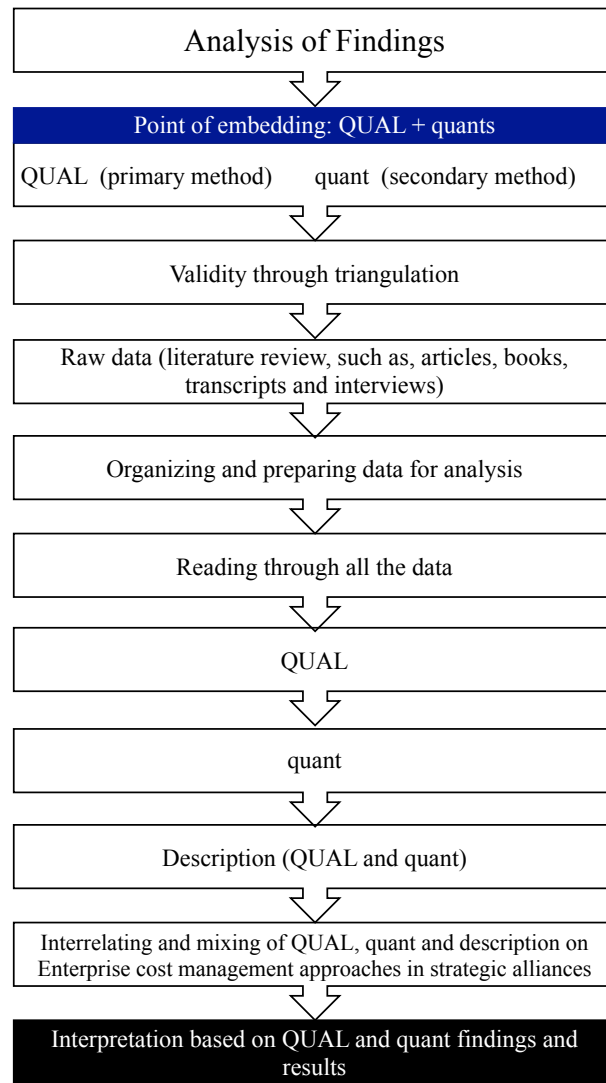 Analysis of Findings
Point of embedding: QUAL + quants
QUAL (primary method) quant (secondary method)
Validity through triangulation
Raw data (literature review, such as, articles, books,
transcripts and interviews)
Organizing and preparing data for analysis
Reading through all the data
QUAL
quant
Description (QUAL and quant)
Interrelating and mixing of QUAL, quant and description on
Enterprise cost management approaches in strategic alliances
Interpretation based on QUAL and quant findings and
results